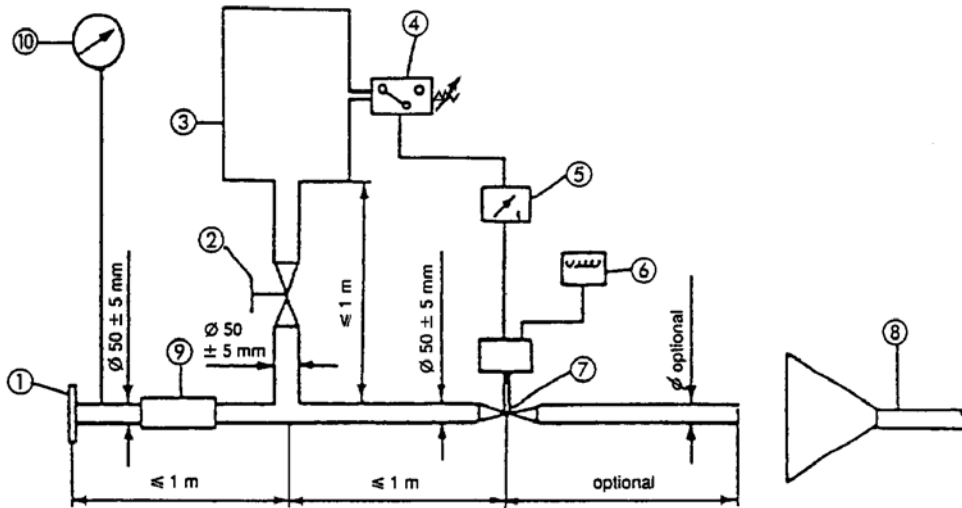 10
4
3
5
2
6
≤ 1 m
Ø 50 ± 5 mm
Ø 50 ± 5 mm
Ø optional
Ø 50
± 5 mm
9
7
8
1
≤ 1 m
≤ 1 m
optional